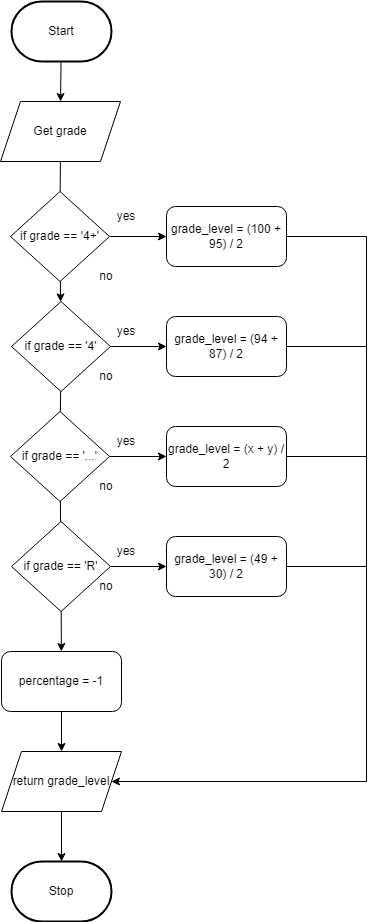 Start
Get grade
if grade == '4+'
yes
grade_level = (100 +
95) / 2
no
if grade == '4'
yes
grade_level = (94 +
87) / 2
no
if grade == '...'
yes
grade_level = (x + y) /
2
no
if grade == 'R'
yes
grade_level = (49 +
30) / 2
no
percentage = -1
return grade_level
Stop